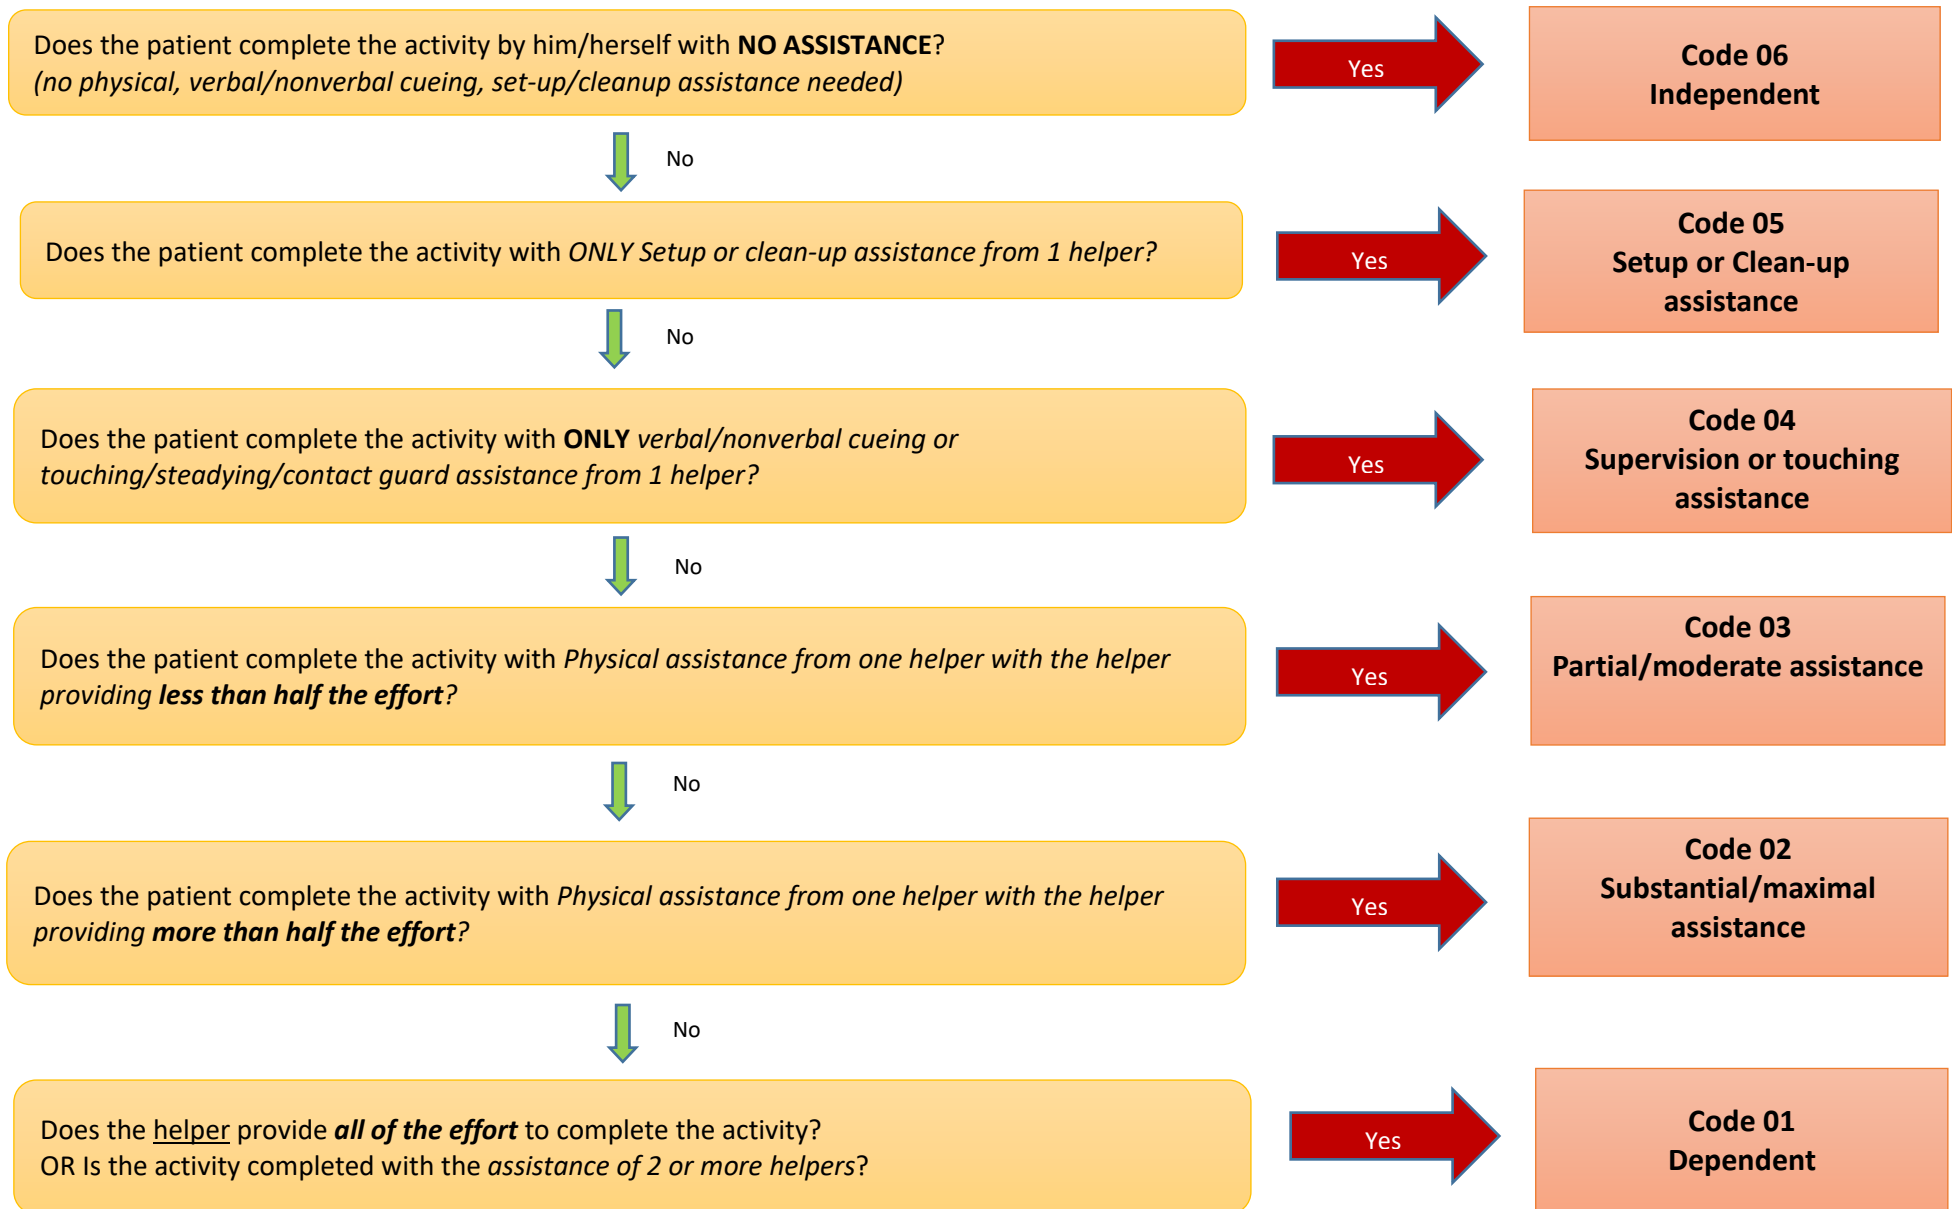 Does the patient complete the activity by him/herself with NO ASSISTANCE?
(no physical, verbal/nonverbal cueing, set-up/cleanup assistance needed)
Yes
Code 06
Independent
No
Does the patient complete the activity with ONLY Setup or clean-up assistance from 1 helper?
Yes
Code 05
Setup or Clean-up
assistance
No
Does the patient complete the activity with ONLY verbal/nonverbal cueing or
touching/steadying/contact guard assistance from 1 helper?
Yes
Code 04
Supervision or touching
assistance
No
Does the patient complete the activity with Physical assistance from one helper with the helper
providing less than half the effort?
Yes
Code 03
Partial/moderate assistance
No
Does the patient complete the activity with Physical assistance from one helper with the helper
providing more than half the effort?
Yes
Code 02
Substantial/maximal
assistance
No
Does the helper provide all of the effort to complete the activity?
OR Is the activity completed with the assistance of 2 or more helpers?
Yes
Code 01
Dependent